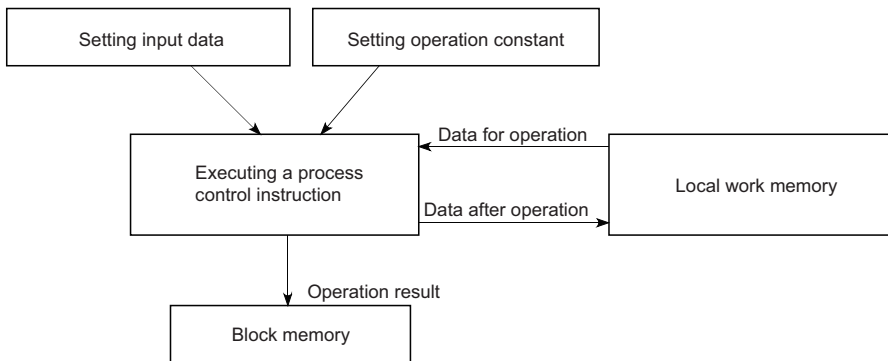 Setting input data
Setting operation constant
Executing a process
control instruction
Data for operation
Data after operation
Local work memory
Operation result
Block memory